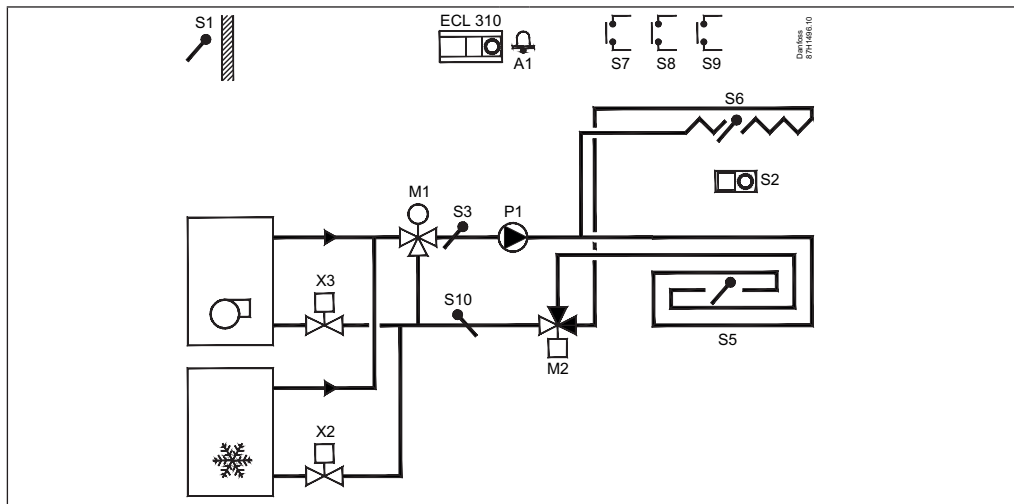 S1
ECL 310
A1
S7
S8
S9
Danfoss
87H1496.10
S6
S2
M1
S3
P1
X3
S10
M2
S5
X2